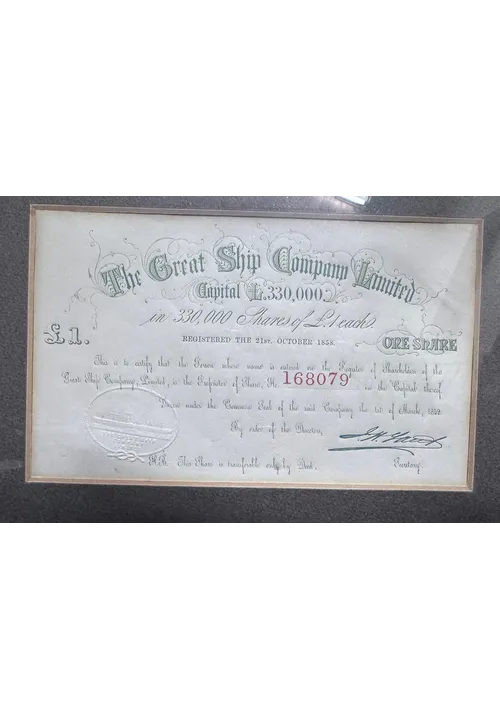 The Great Ship Company Limited
Capital £.330,000.
in 330,000 Shares of £.1 each.
£1.
REGISTERED THE 21ST. OCTOBER 1858.
ONE SHARE
This is to certify that the Person whose name is entered on the Register of Shareholders of the
Great Ship Company, Limited, is the Proprietor of Share, No. 168079 in the Capital thereof
Given under the Common Seal of the said Company the 1st of March, 1859.
By order of the Directors,
N.B. This Share is transferable only by Deed.
Secretary